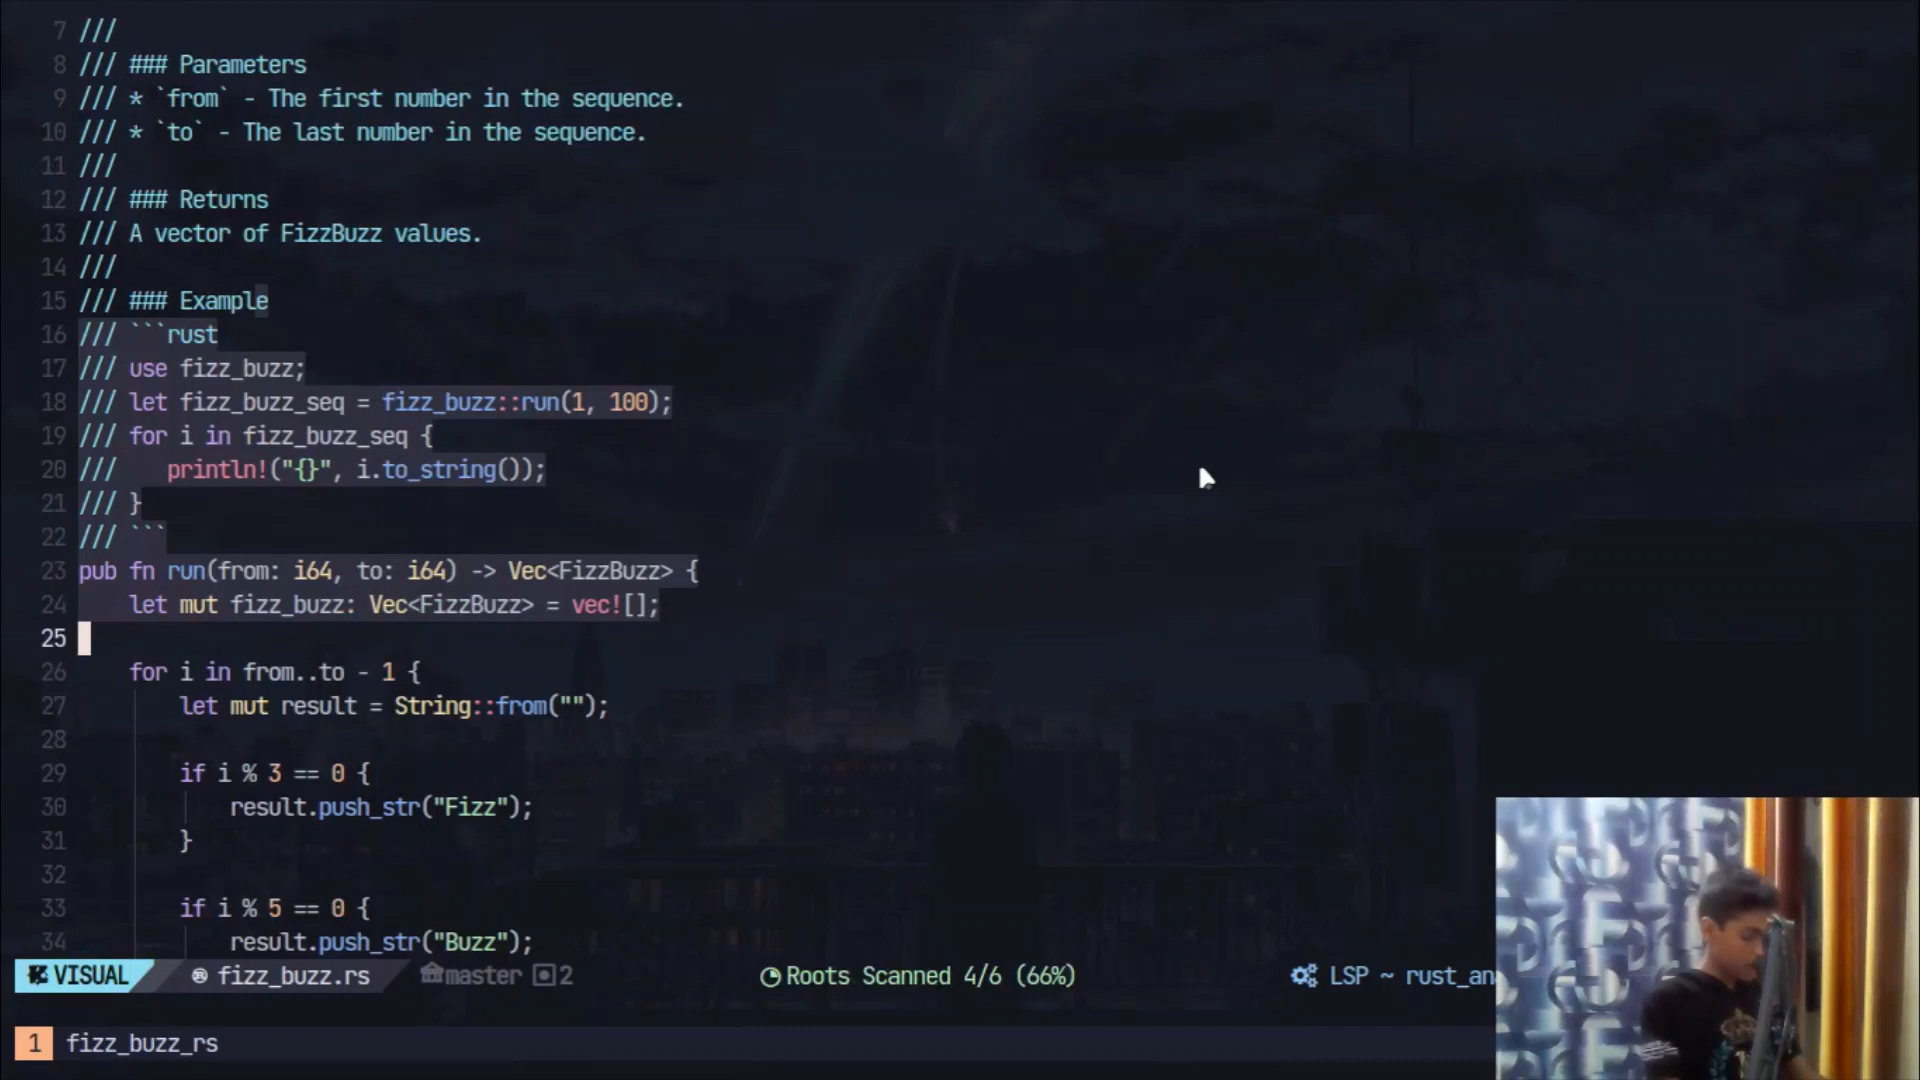 7 ///
8 /// ### Parameters
9 /// * `from` - The first number in the sequence.
10 /// * `to` - The last number in the sequence.
11 ///
12 /// ### Returns
13 /// A vector of FizzBuzz values.
14 ///
15 /// ### Example
16 /// ```rust
17 /// use fizz_buzz;
18 /// let fizz_buzz_seq = fizz_buzz::run(1, 100);
19 /// for i in fizz_buzz_seq {
20 ///    println!("{}", i.to_string());
21 /// }
22 /// ```
23 pub fn run(from: i64, to: i64) -> Vec<FizzBuzz> {
24     let mut fizz_buzz: Vec<FizzBuzz> = vec![];
25
26     for i in from..to - 1 {
27         let mut result = String::from("");
28
29         if i % 3 == 0 {
30             result.push_str("Fizz");
31         }
32
33         if i % 5 == 0 {
34             result.push_str("Buzz");
VISUAL fizz_buzz.rs master 2 Roots Scanned 4/6 (66%) LSP ~ rust_an
1 fizz_buzz_rs